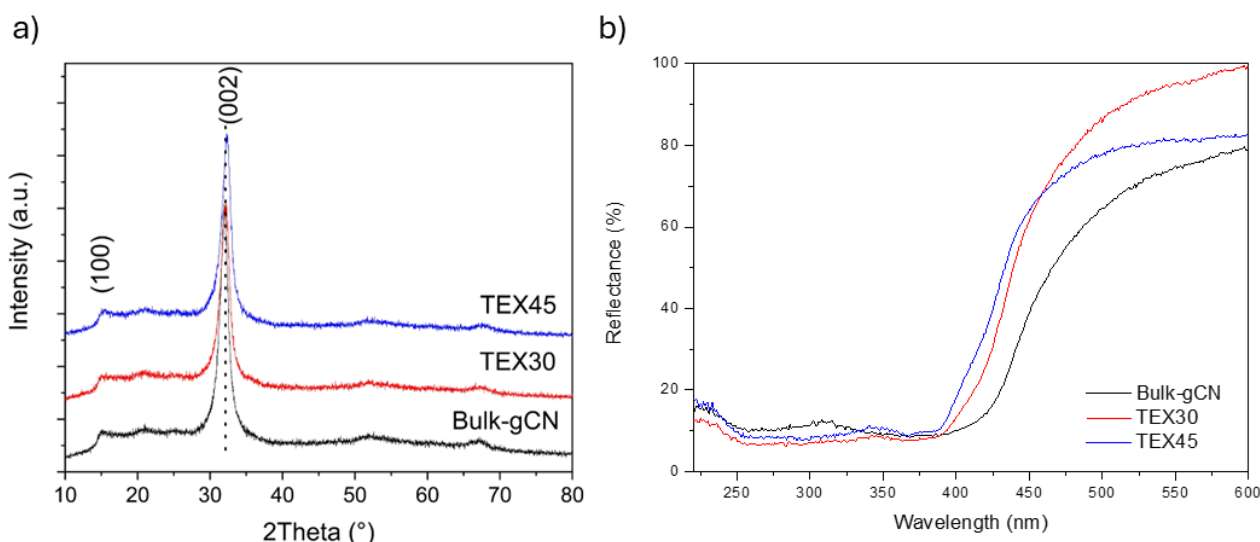 a)
Intensity (a.u.)
(100)
(002)
TEX45
TEX30
Bulk-gCN
10 20 30 40 50 60 70 80
2Theta (°)
b)
Reflectance (%)
100
80
60
40
20
0
Bulk-gCN
TEX30
TEX45
250 300 350 400 450 500 550 600
Wavelength (nm)